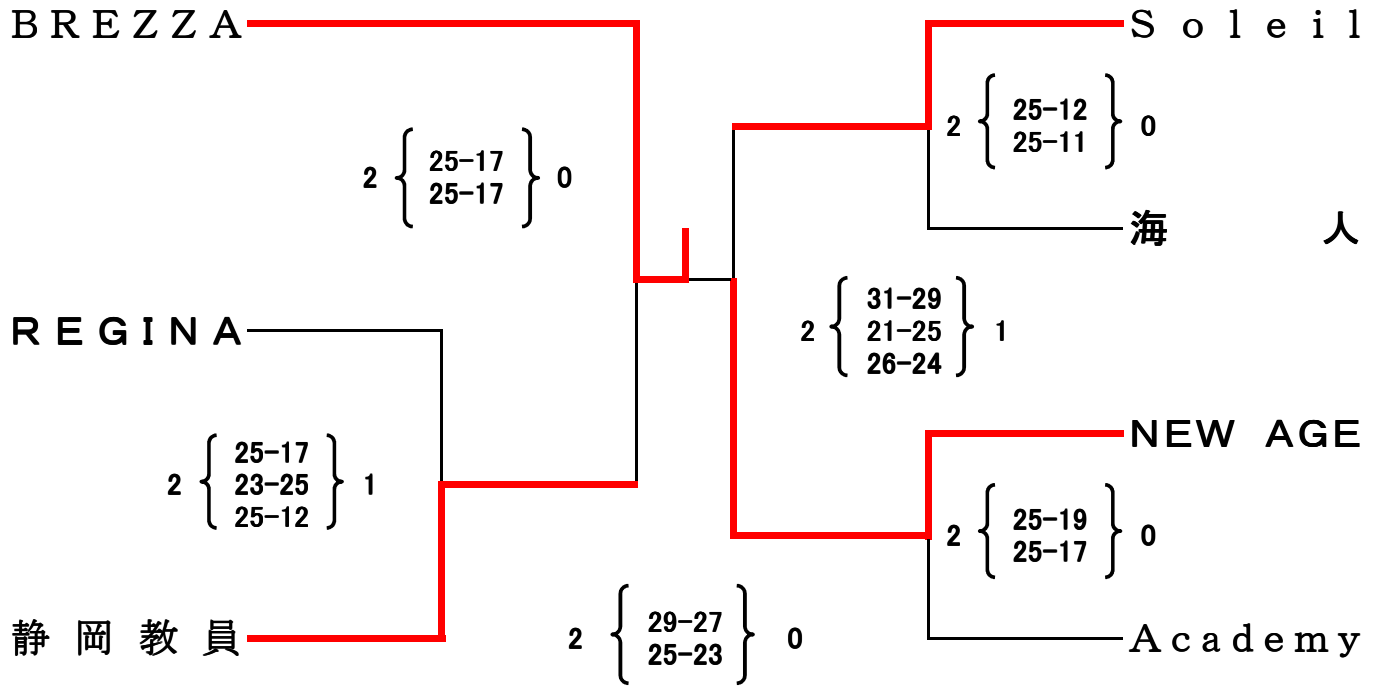 ＢＲＥＺＺＡ
Ｓｏｌｅｉｌ
2 { 25−12 } 0
25−11
2 { 25−17 } 0
25−17
海人
2 { 31−29 } 1
21−25
26−24
ＲＥＧＩＮＡ
NEW AGE
2 { 25−17 } 1
23−25
25−12
2 { 25−19 } 0
25−17
静岡教員
2 { 29−27 } 0
25−23
Ａｃａｄｅｍｙ